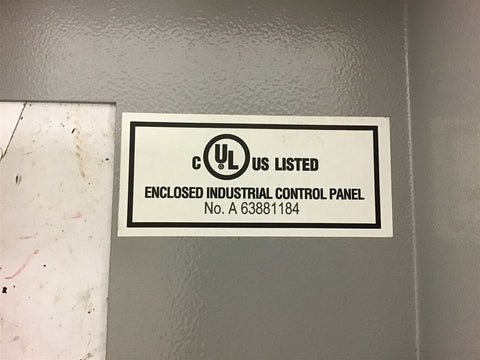 C UL US LISTED
ENCLOSED INDUSTRIAL CONTROL PANEL
No. A 63881184